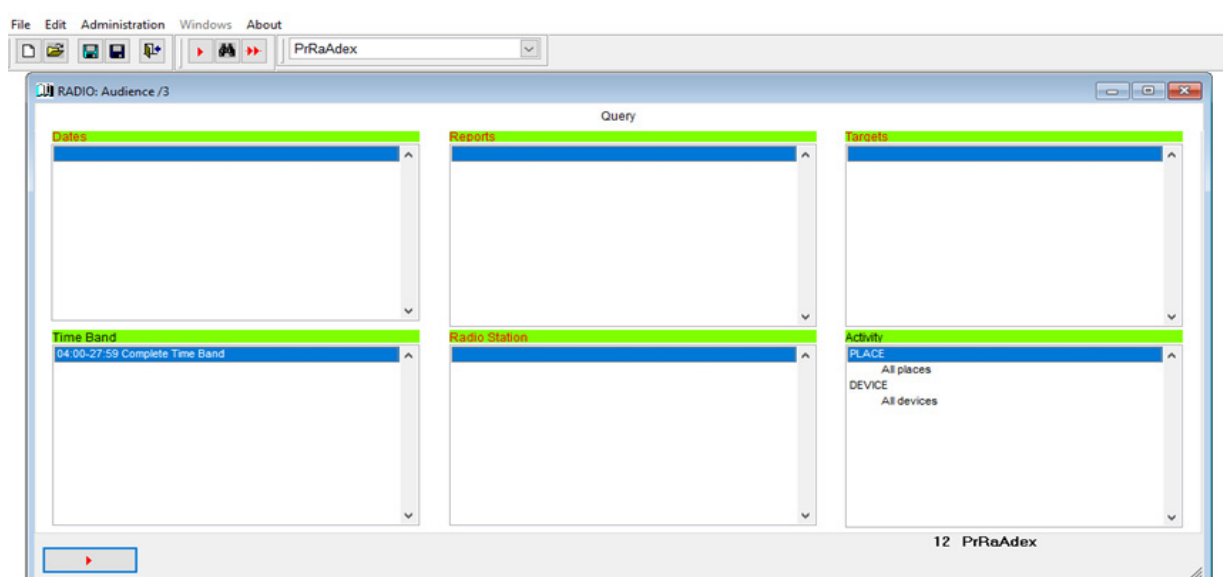 File Edit Administration Windows About
PrRaAdex
RADIO: Audience /3
Query
Dates
Reports
Targets
Time Band
04:00-27:59 Complete Time Band
Radio Station
Activity
PLACE
All places
DEVICE
All devices
12 PrRaAdex